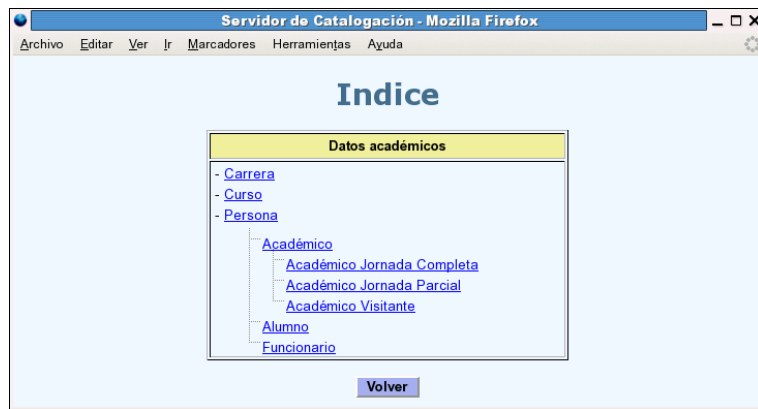 Servidor de Catalogación - Mozilla Firefox
Archivo Editar Ver Ir Marcadores Herramientas Ayuda
Indice
Datos académicos
- Carrera
- Curso
- Persona
Académico
Académico Jornada Completa
Académico Jornada Parcial
Académico Visitante
Alumno
Funcionario
Volver